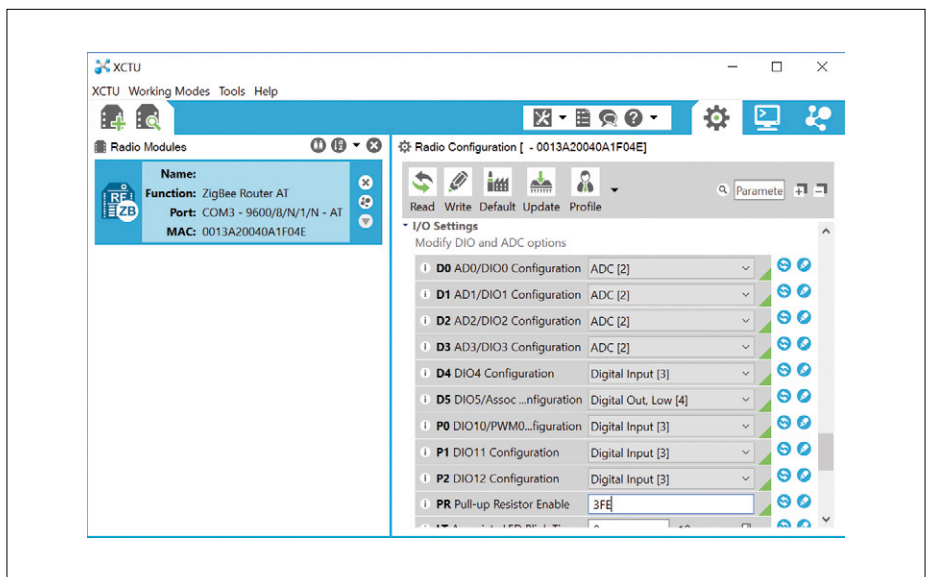 XCTU
XCTU Working Modes Tools Help
Radio Modules
Radio Configuration [ - 0013A20040A1F04E]
Name:
Function: ZigBee Router AT
Port: COM3 - 9600/8/N/1/N - AT
MAC: 0013A20040A1F04E
RF
ZB
Read Write Default Update Profile
Paramete
I/O Settings
Modify DIO and ADC options
D0 AD0/DIO0 Configuration ADC [2]
D1 AD1/DIO1 Configuration ADC [2]
D2 AD2/DIO2 Configuration ADC [2]
D3 AD3/DIO3 Configuration ADC [2]
D4 DIO4 Configuration Digital Input [3]
D5 DIO5/Assoc ...nfiguration Digital Out, Low [4]
P0 DIO10/PWM0...figuration Digital Input [3]
P1 DIO11 Configuration Digital Input [3]
P2 DIO12 Configuration Digital Input [3]
PR Pull-up Resistor Enable 3FE